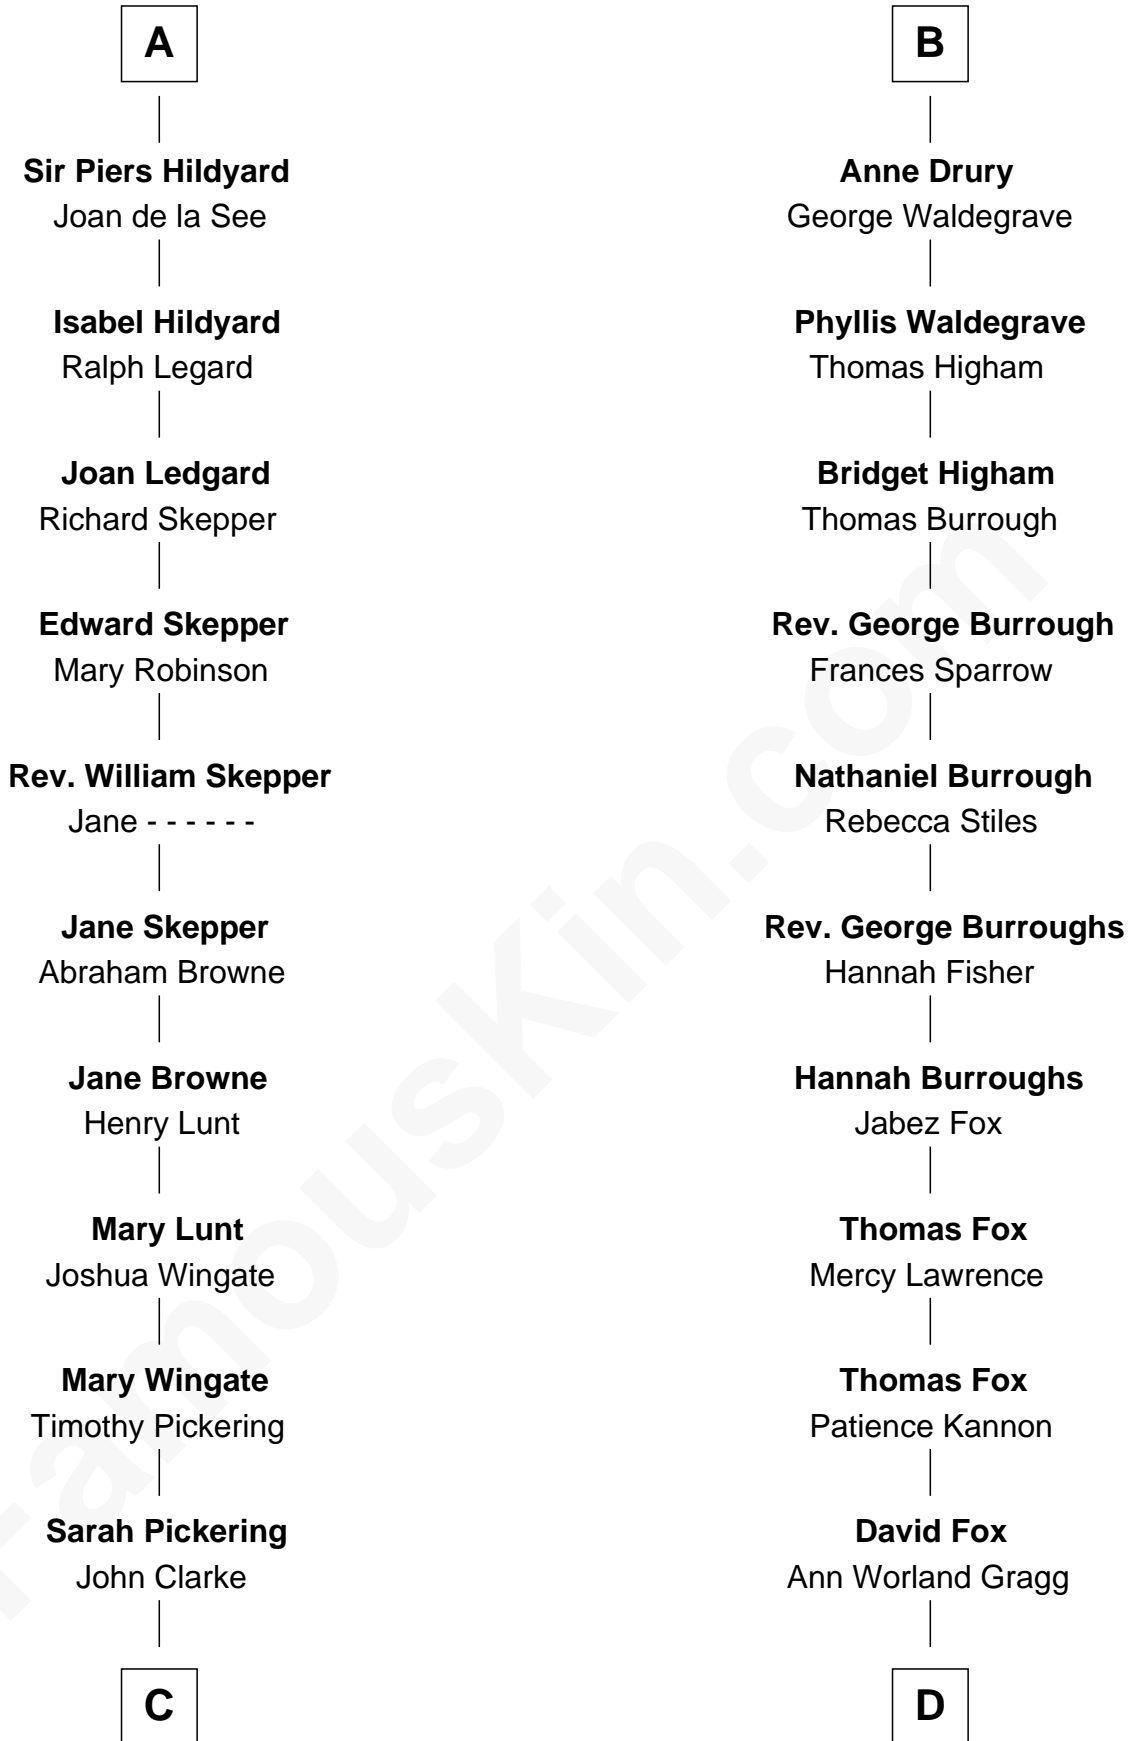 A
Sir Piers Hildyard
Joan de la See
Isabel Hildyard
Ralph Legard
Joan Ledgard
Richard Skepper
Edward Skepper
Mary Robinson
Rev. William Skepper
Jane - - - - - -
Jane Skepper
Abraham Browne
Jane Browne
Henry Lunt
Mary Lunt
Joshua Wingate
Mary Wingate
Timothy Pickering
Sarah Pickering
John Clarke
C
B
Anne Drury
George Waldegrave
Phyllis Waldegrave
Thomas Higham
Bridget Higham
Thomas Burrough
Rev. George Burrough
Frances Sparrow
Nathaniel Burrough
Rebecca Stiles
Rev. George Burroughs
Hannah Fisher
Hannah Burroughs
Jabez Fox
Thomas Fox
Mercy Lawrence
Thomas Fox
Patience Kannon
David Fox
Ann Worland Gragg
D
FamousKin.com